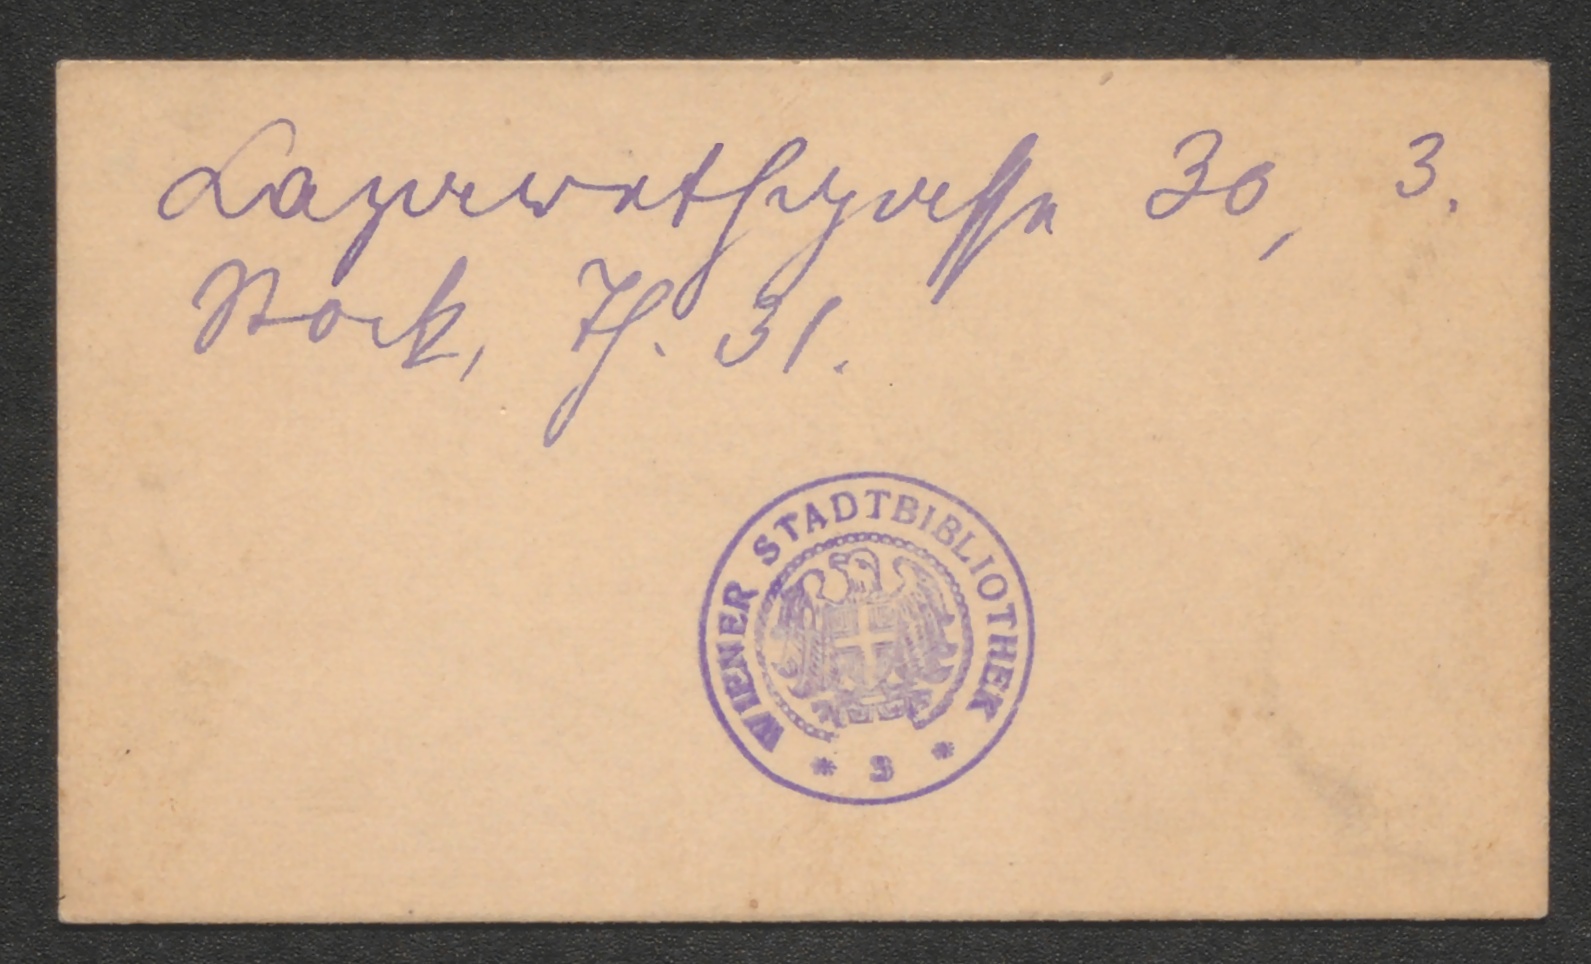 Lazarethgasse 30, 3.
Stock, Th. 31.
WIENER STADTBIBLIOTHEK
* 3 *